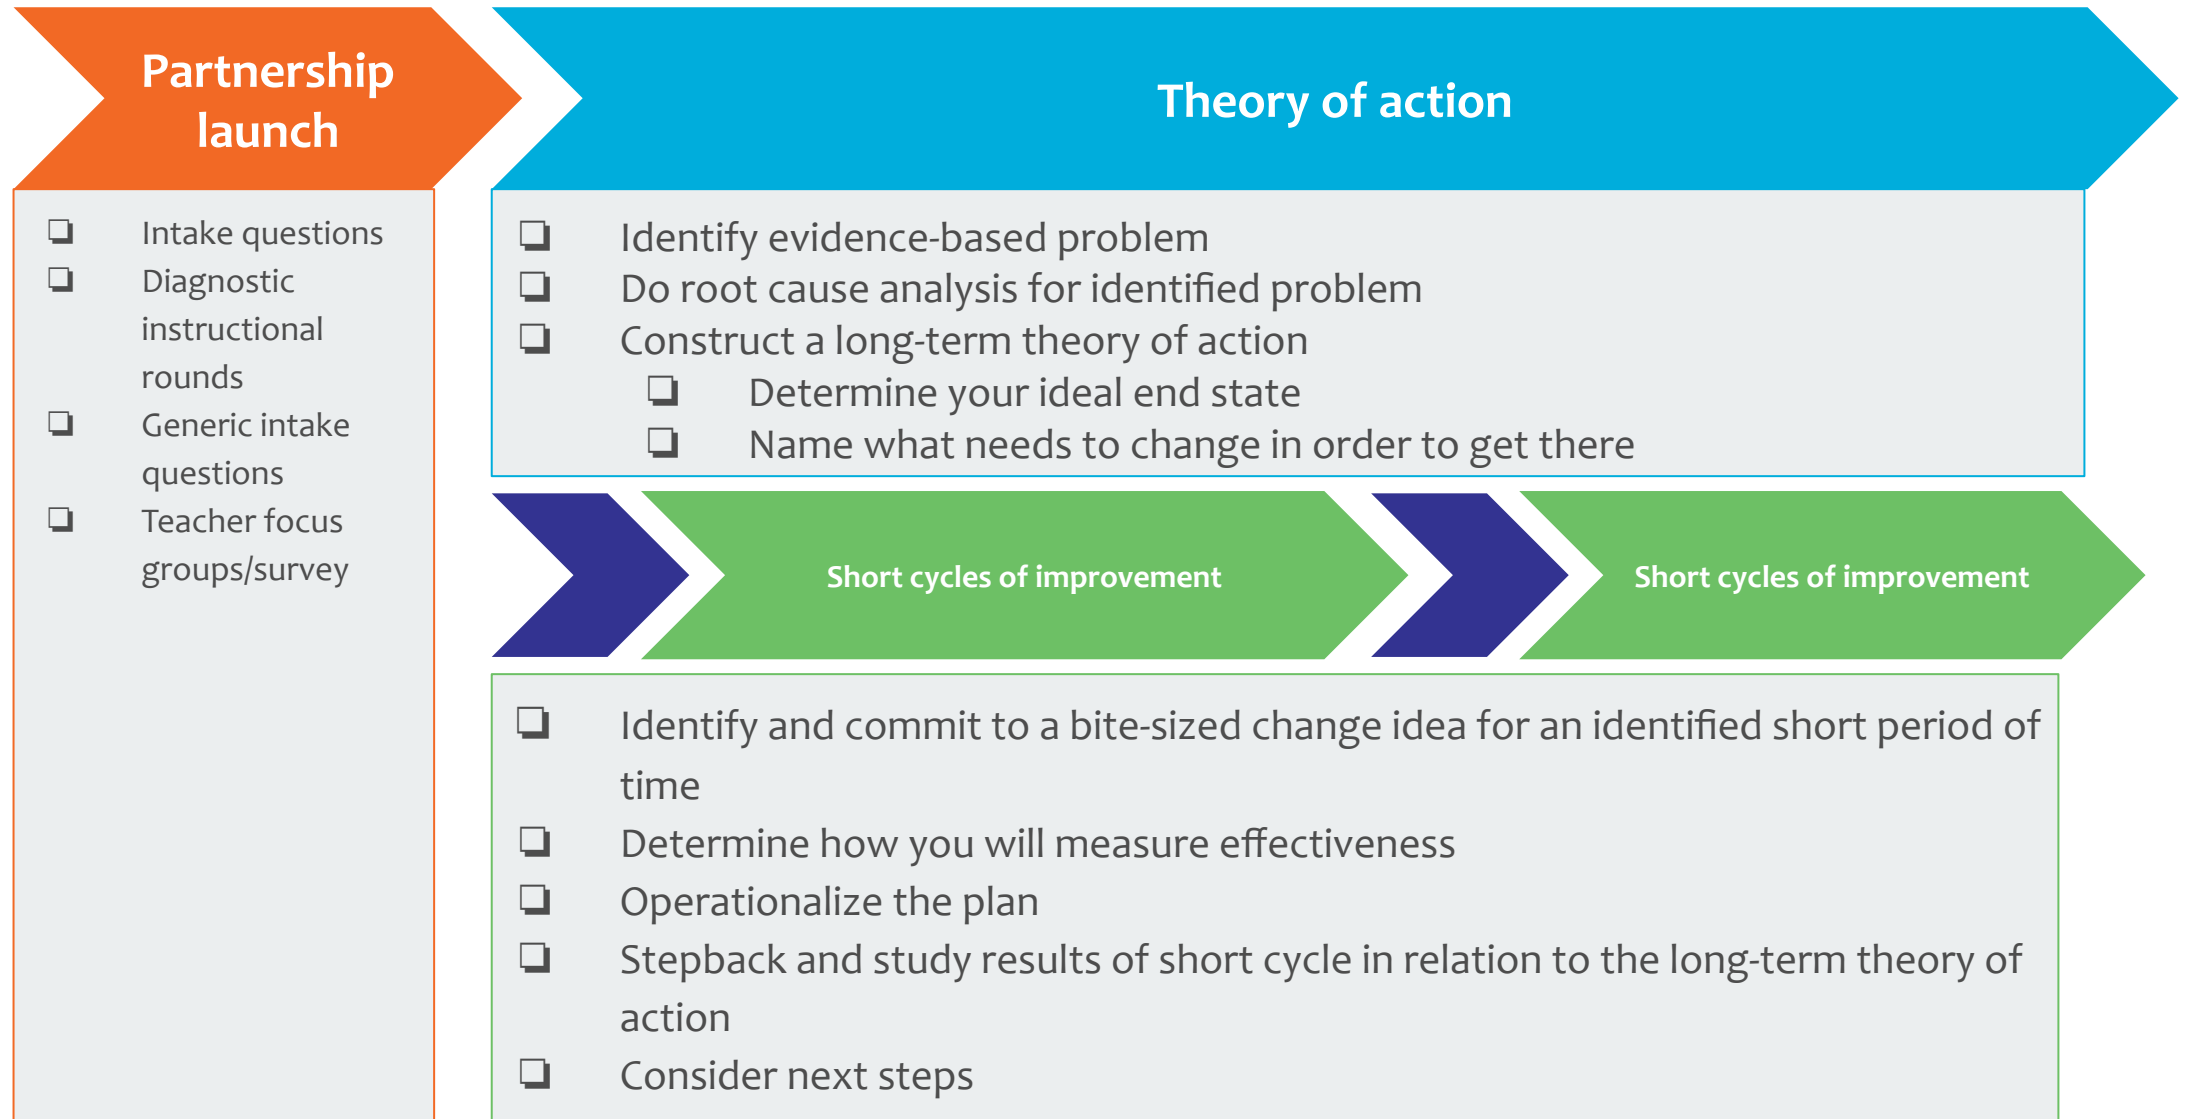 Partnership
launch
Intake questions
Diagnostic
instructional
rounds
Generic intake
questions
Teacher focus
groups/survey
Theory of action
Identify evidence-based problem
Do root cause analysis for identified problem
Construct a long-term theory of action
Determine your ideal end state
Name what needs to change in order to get there
Short cycles of improvement
Short cycles of improvement
Identify and commit to a bite-sized change idea for an identified short period of
time
Determine how you will measure effectiveness
Operationalize the plan
Stepback and study results of short cycle in relation to the long-term theory of
action
Consider next steps